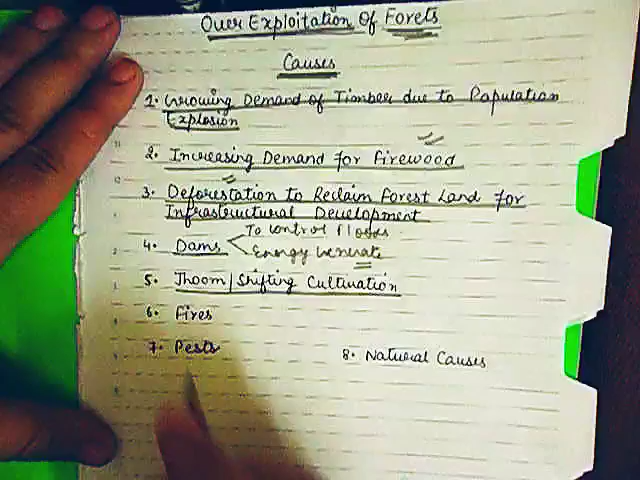 Over Exploitation Of Forets
Causes
1. Growing Demand of Timber due to Population
Explosion
2. Increasing Demand for firewood
3. Deforestation to Reclaim Forest Land for
Infrastructural Development
4. Dams
To control floods
Energy Generate
5. Jhoom/Shifting Cultivation
6. Fires
7. Pests
8. Natural Causes